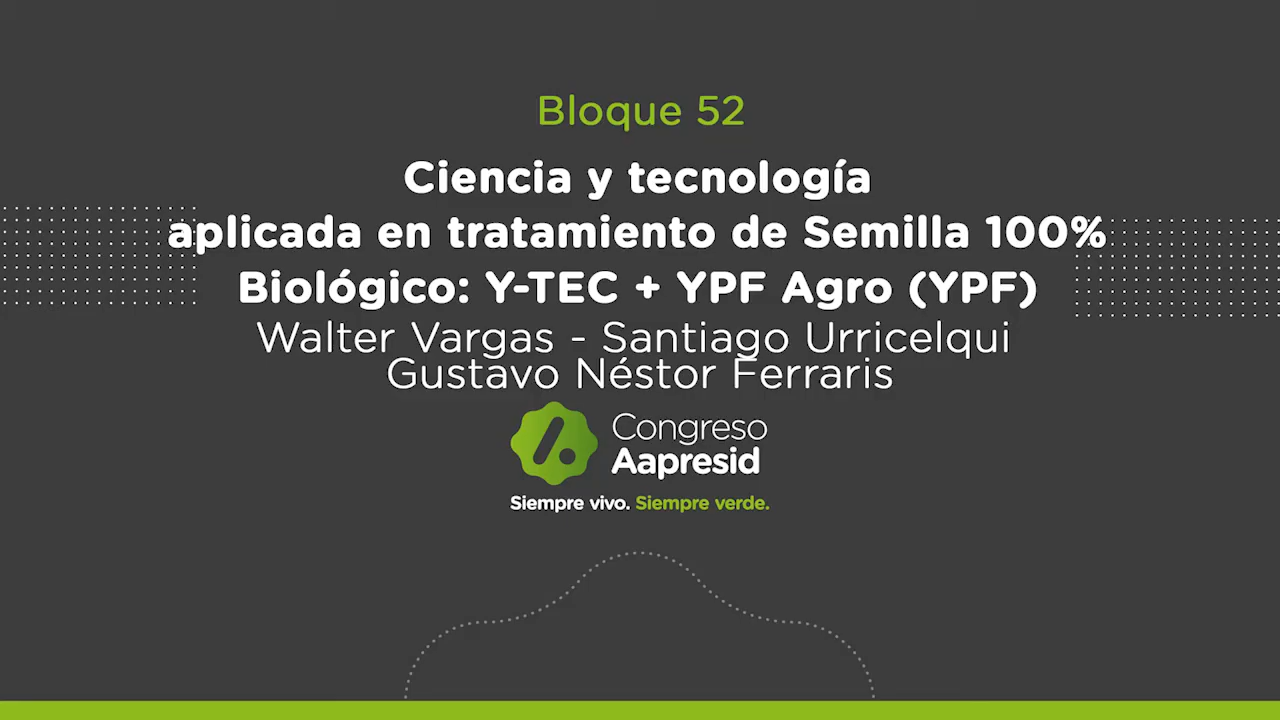 Bloque 52
Ciencia y tecnología
aplicada en tratamiento de Semilla 100%
Biológico: Y-TEC + YPF Agro (YPF)
Walter Vargas - Santiago Urricelqui
Gustavo Néstor Ferraris
Congreso
Aapresid
Siempre vivo. Siempre verde.